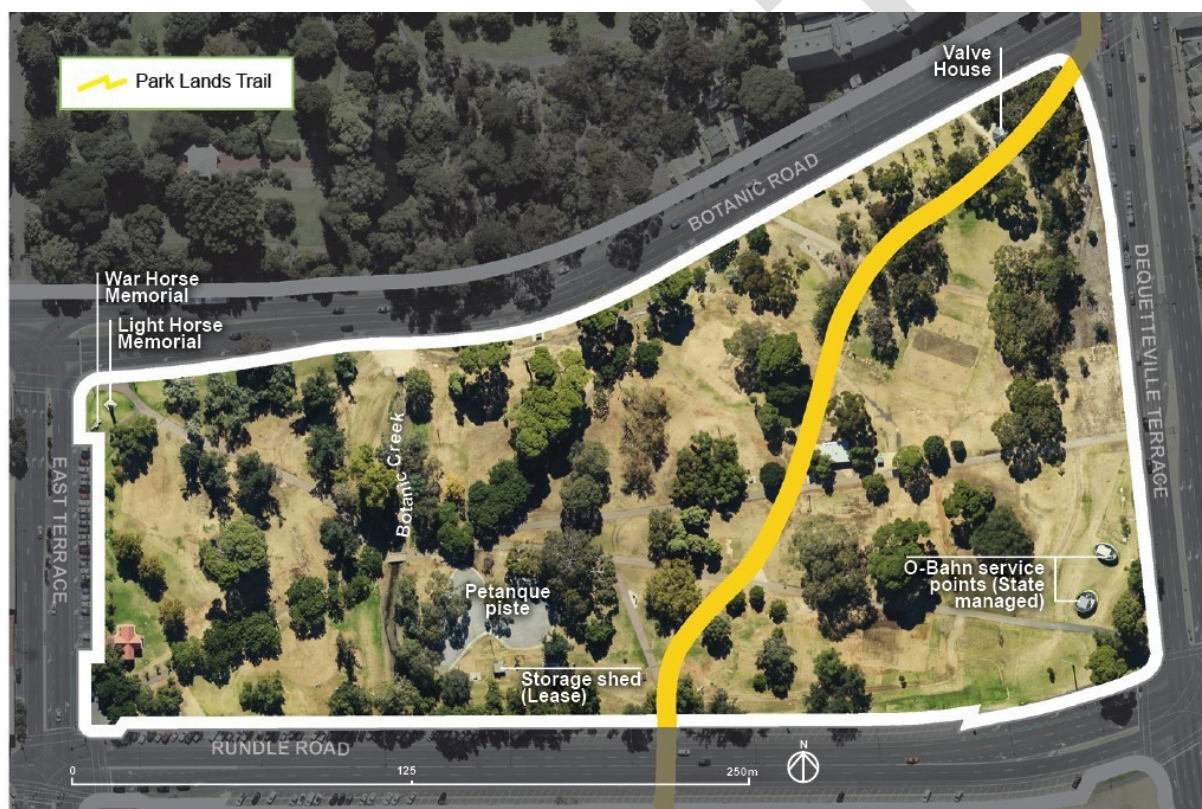 Park Lands Trail
Valve
House
BOTANIC ROAD
War Horse
Memorial
Light Horse
Memorial
DEQUETTEVILLE TERRACE
EAST TERRACE
Botanic Creek
Petanque
piste
O-Bahn service
points (State
managed)
Storage shed
(Lease)
RUNDLE ROAD
N
0 125 250m